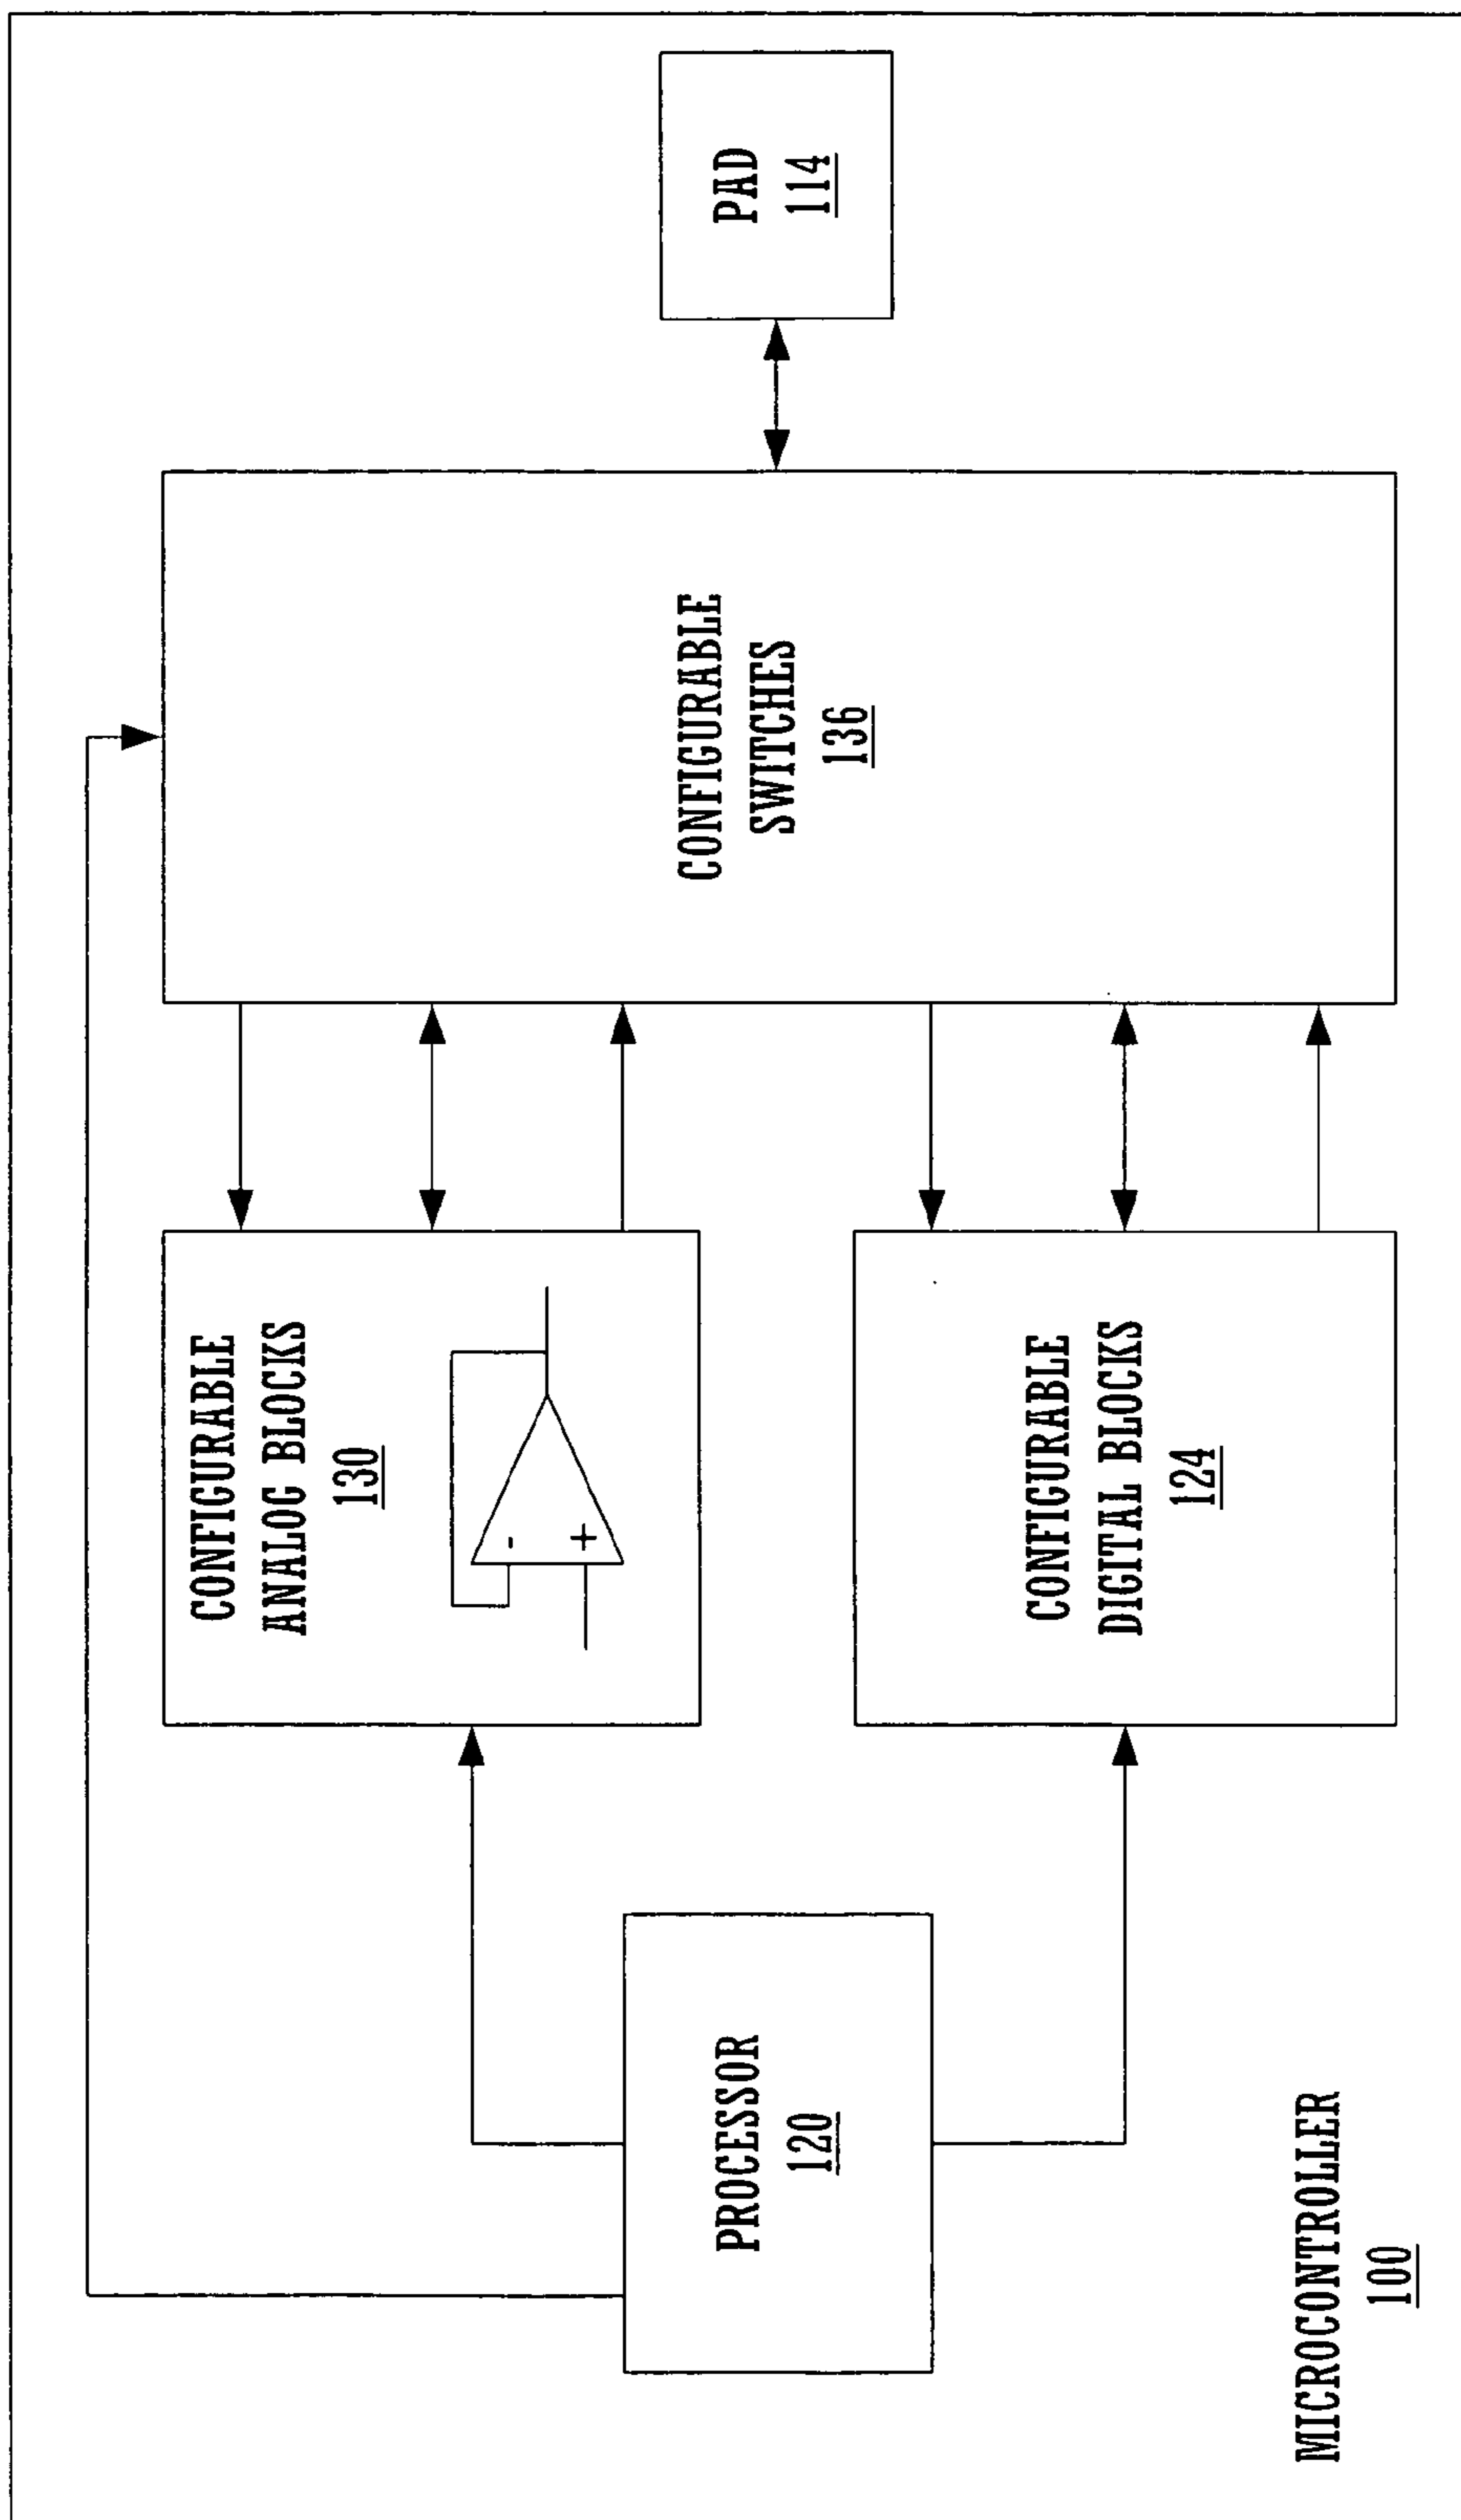 PROCESSOR
120
CONFIGURABLE
ANALOG BLOCKS
130
-
+
CONFIGURABLE
DIGITAL BLOCKS
124
CONFIGURABLE
SWITCHES
136
PAD
114
MICROCONTROLLER
100